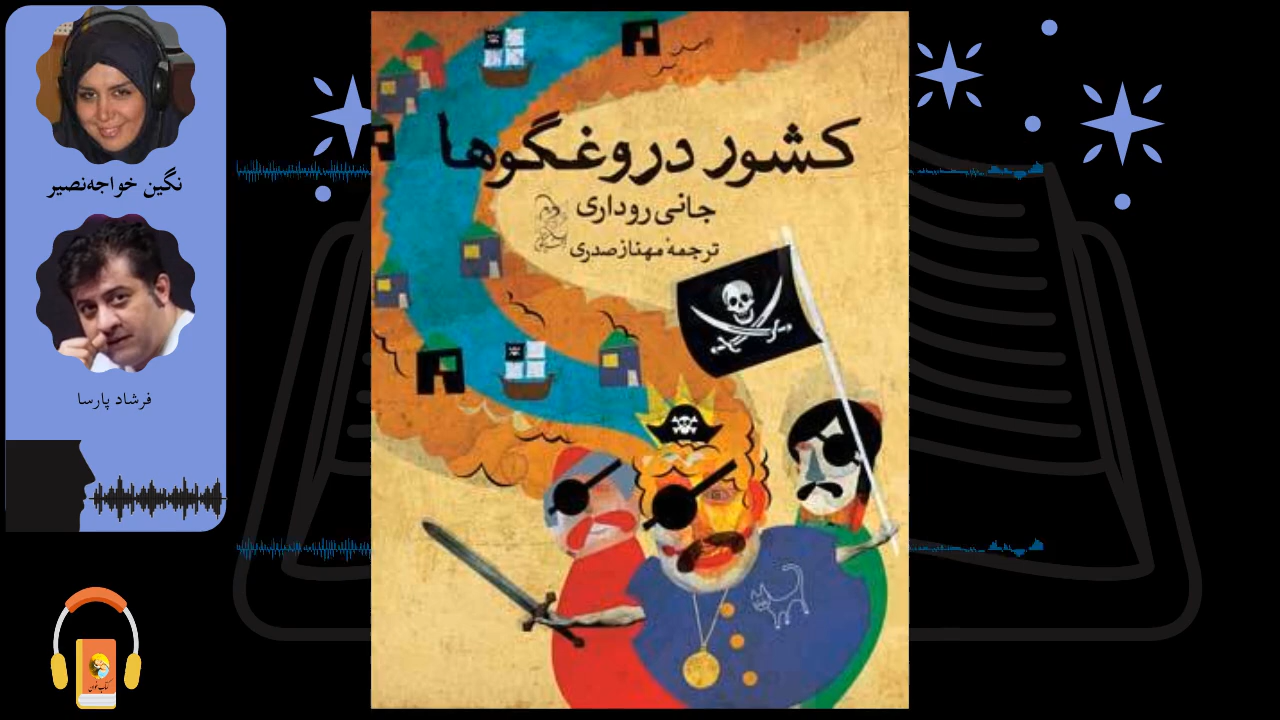 کشور دروغگوها
جانی روداری
ترجمهٔ مهناز صدری
نگین خواجه‌نصیر
فرشاد پارسا